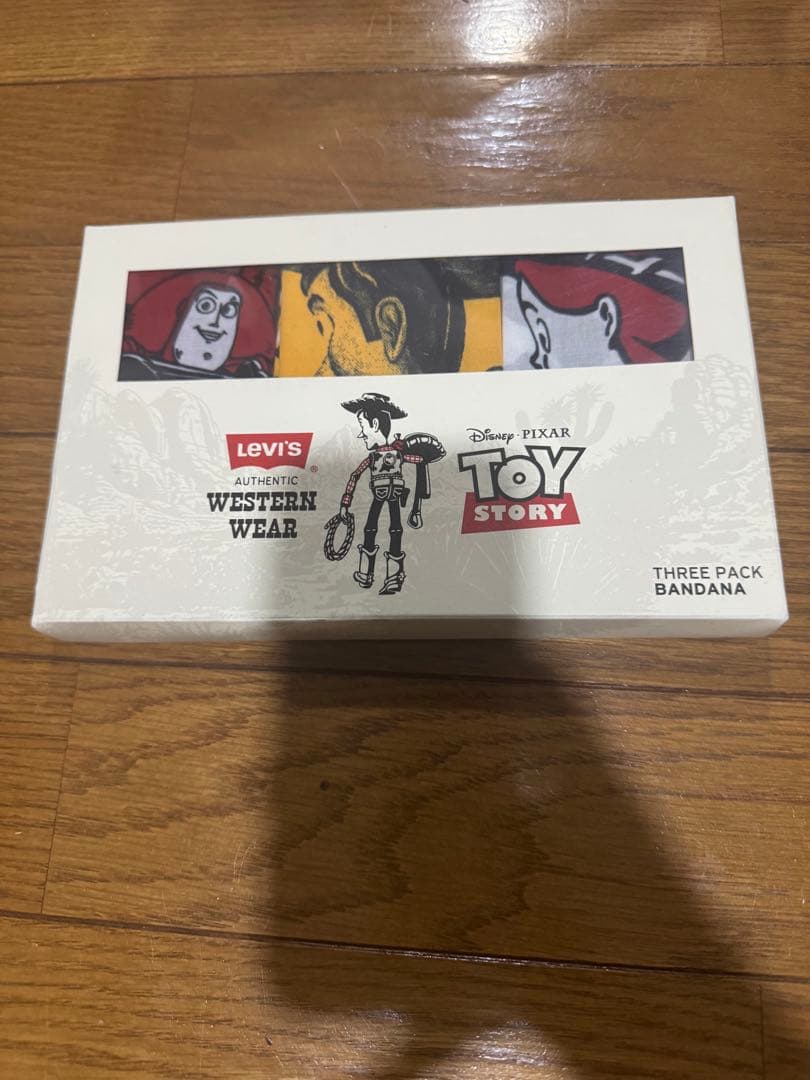 LEVI'S
®
AUTHENTIC
WESTERN
WEAR
DISNEY · PIXAR
TOY
STORY
THREE PACK
BANDANA